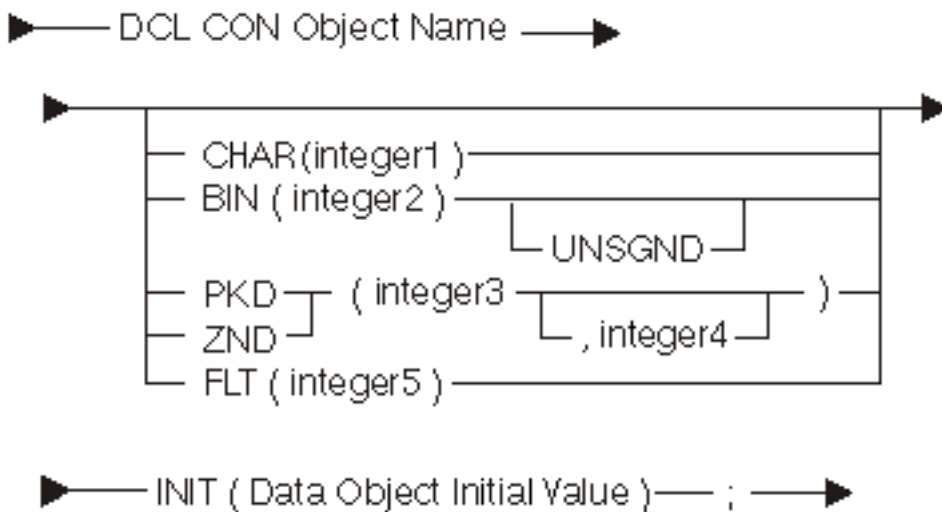 DCL CON Object Name
CHAR(integer1 )
BIN ( integer2 )
UNSGND
PKD
ZND
( integer3
, integer4
)
FLT ( integer5 )
INIT ( Data Object Initial Value ) ;